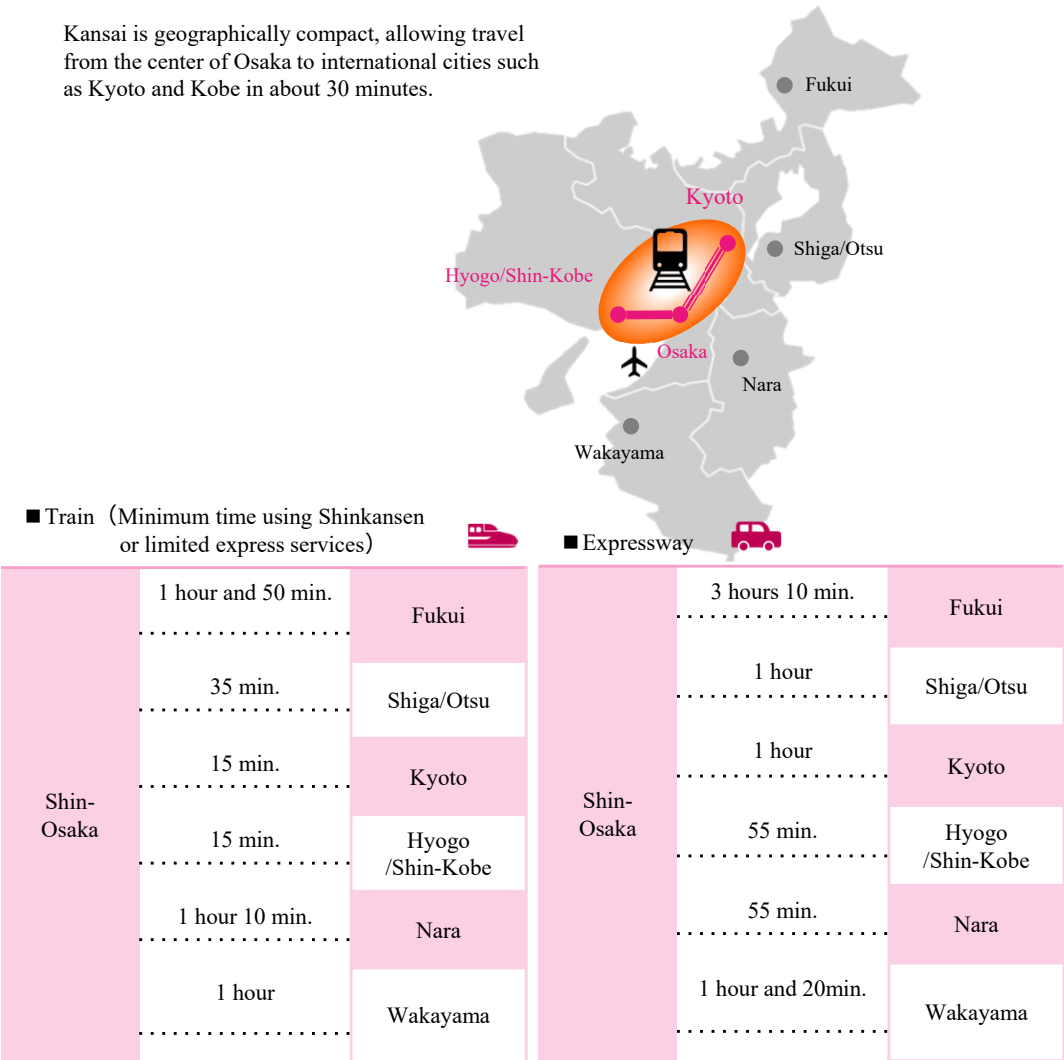 Kansai is geographically compact, allowing travel
from the center of Osaka to international cities such
as Kyoto and Kobe in about 30 minutes.
Fukui
Kyoto
Shiga/Otsu
Hyogo/Shin-Kobe
Osaka
Nara
Wakayama
■ Train（Minimum time using Shinkansen
or limited express services）
Shin-
Osaka
1 hour and 50 min.
Fukui
35 min.
Shiga/Otsu
15 min.
Kyoto
15 min.
Hyogo
/Shin-Kobe
1 hour 10 min.
Nara
1 hour
Wakayama
■ Expressway
Shin-
Osaka
3 hours 10 min.
Fukui
1 hour
Shiga/Otsu
1 hour
Kyoto
55 min.
Hyogo
/Shin-Kobe
55 min.
Nara
1 hour and 20min.
Wakayama